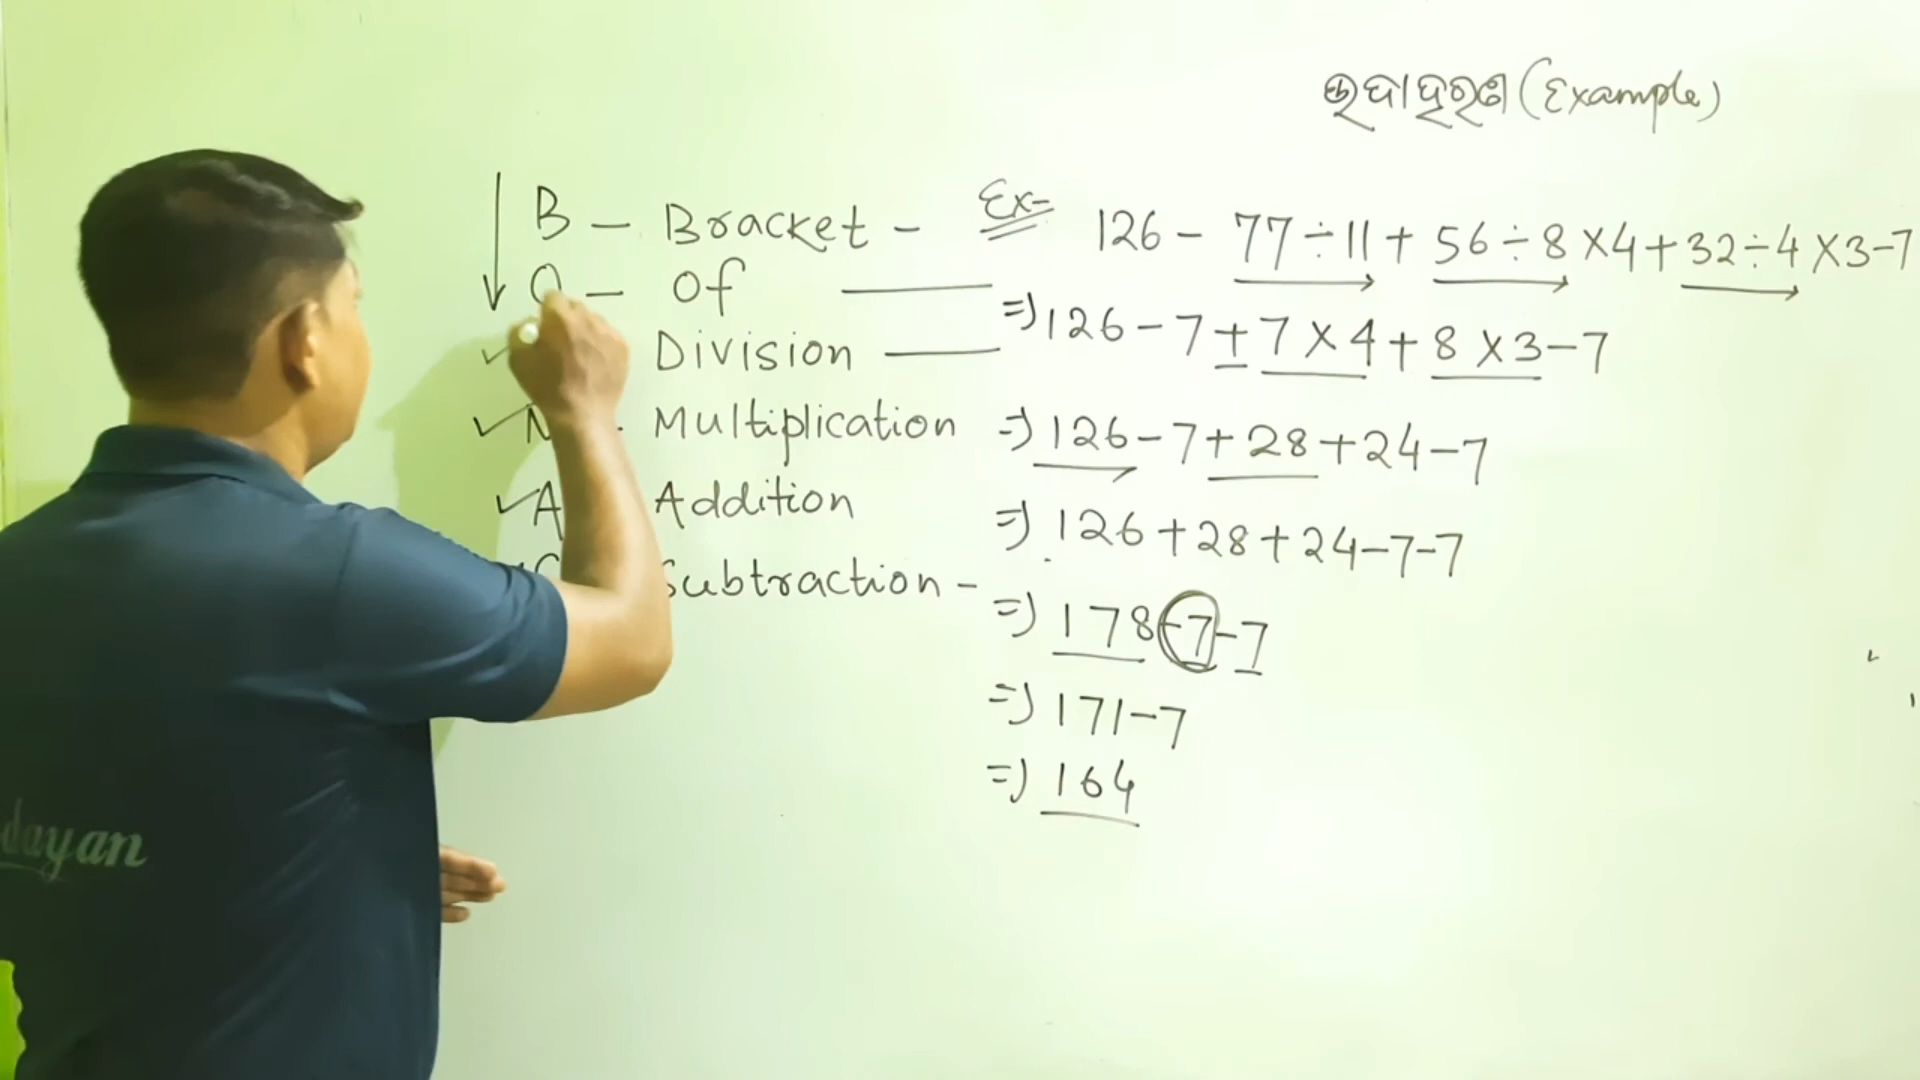 ଉଦାହରଣ (Example)
B - Bracket -
O - Of
Division
M - Multiplication
A Addition
Subtraction -
Ex- 126 - 77 ÷ 11 + 56 ÷ 8 × 4 + 32 ÷ 4 × 3 - 7
⇒ 126 - 7 + 7 × 4 + 8 × 3 - 7
⇒ 126 - 7 + 28 + 24 - 7
⇒ 126 + 28 + 24 - 7 - 7
⇒ 178 - 7 - 7
⇒ 171 - 7
⇒ 164
dayan